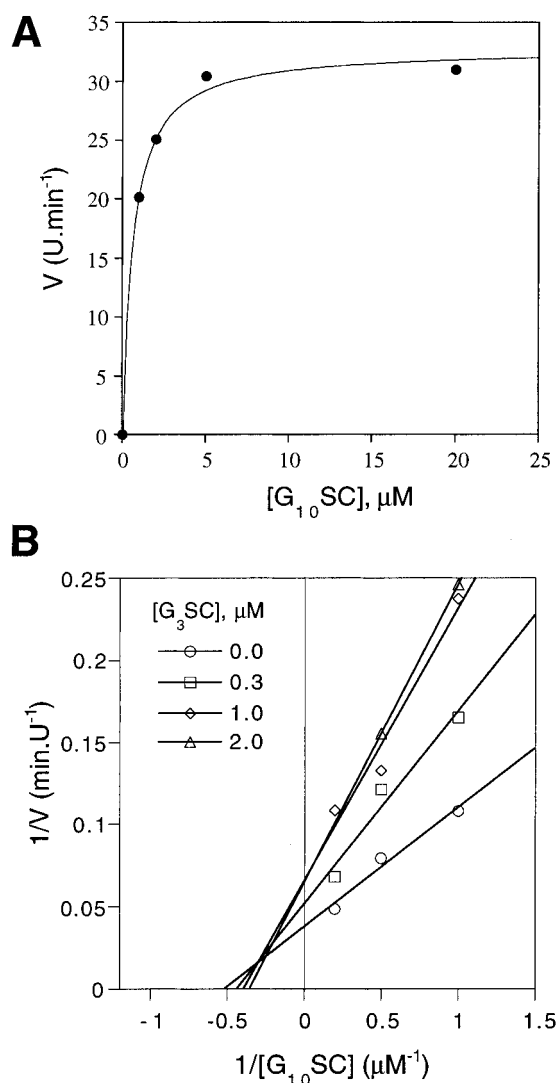 A
35
30
25
20
15
10
5
0
V (U.min⁻¹)
0 5 10 15 20 25
[G₁₀SC], μM
B
0.25
0.2
0.15
0.1
0.05
0
1/V (min.U⁻¹)
[G₃SC], μM
0.0
0.3
1.0
2.0
-1 -0.5 0 0.5 1 1.5
1/[G₁₀SC] (μM⁻¹)